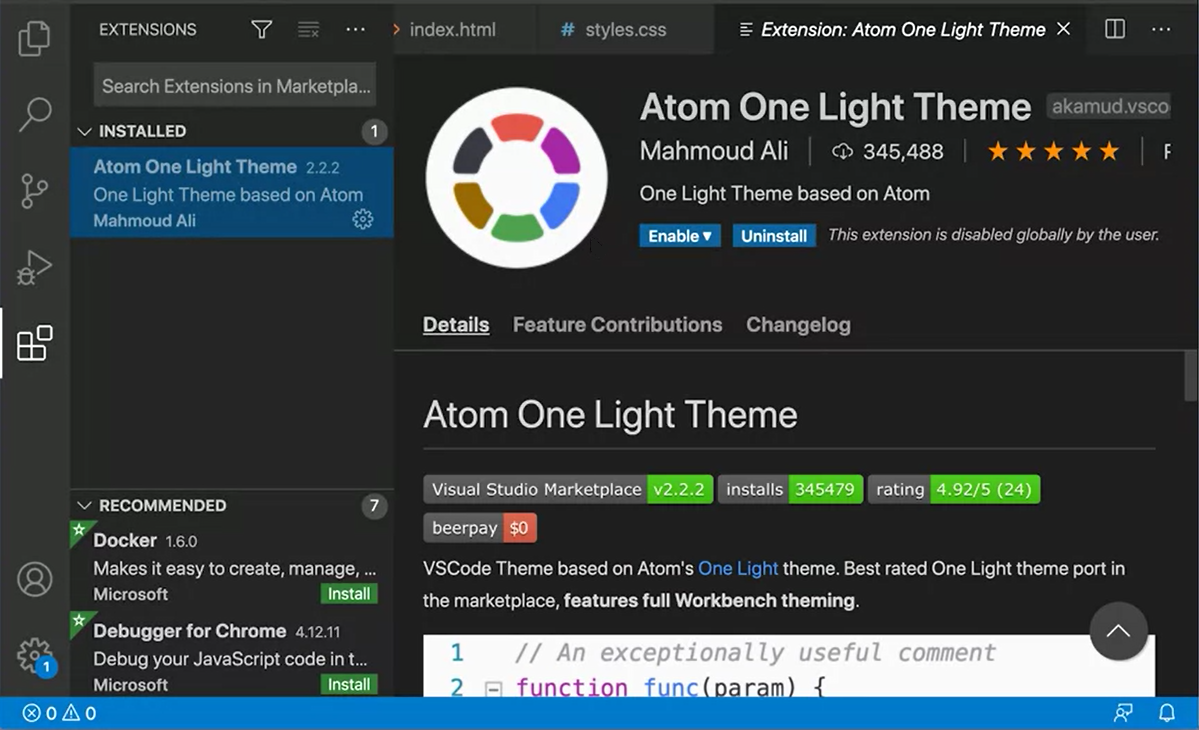 EXTENSIONS
Search Extensions in Marketpla...
INSTALLED 1
Atom One Light Theme 2.2.2
One Light Theme based on Atom
Mahmoud Ali
RECOMMENDED 7
Docker 1.6.0
Makes it easy to create, manage, ...
Microsoft Install
Debugger for Chrome 4.12.11
Debug your JavaScript code in t...
Microsoft Install
index.html # styles.css Extension: Atom One Light Theme
Atom One Light Theme akamud.vsco
Mahmoud Ali 345,488
One Light Theme based on Atom
Enable Uninstall This extension is disabled globally by the user.
Details Feature Contributions Changelog
Atom One Light Theme
Visual Studio Marketplace v2.2.2 installs 345479 rating 4.92/5 (24)
beerpay $0
VSCode Theme based on Atom's One Light theme. Best rated One Light theme port in
the marketplace, features full Workbench theming.
1 // An exceptionally useful comment
2 function func(param) {
1
0 0